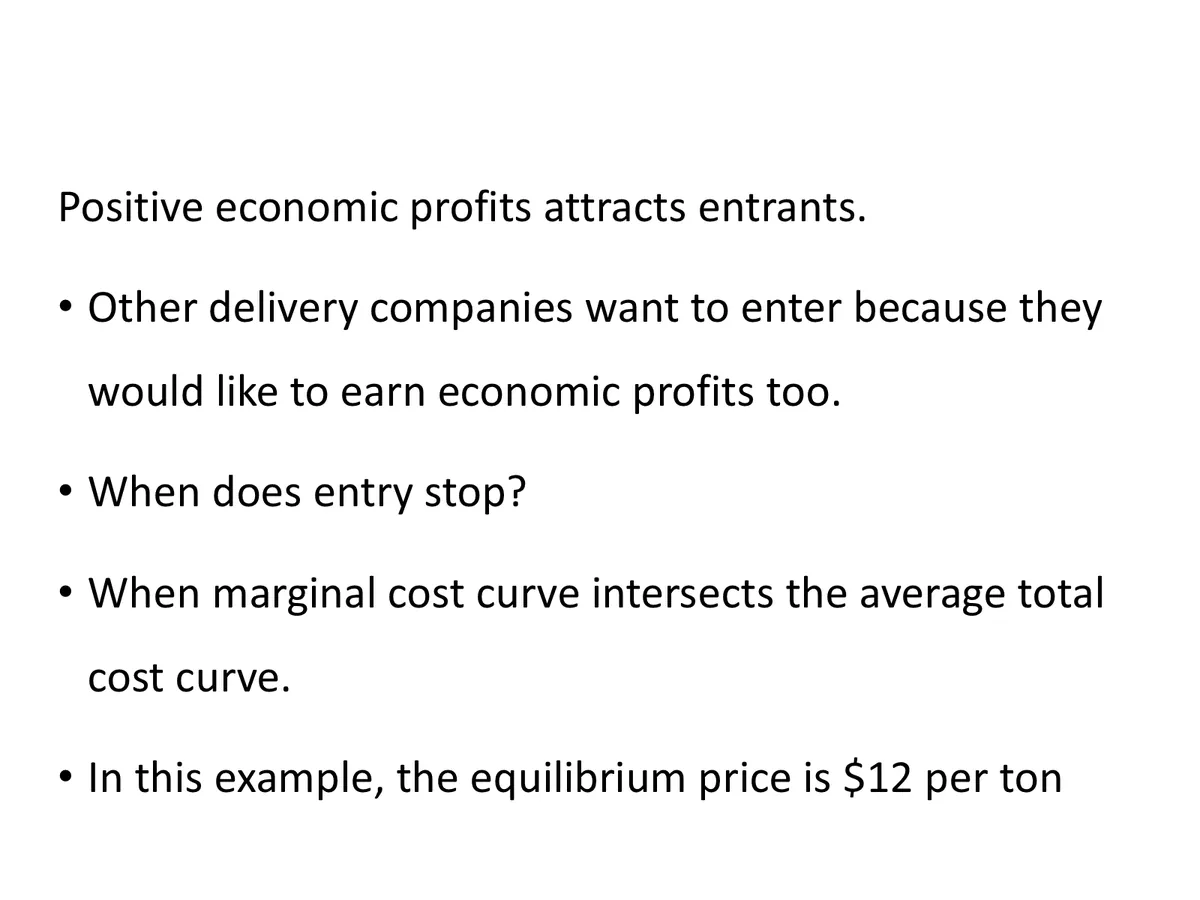 Positive economic profits attracts entrants.
• Other delivery companies want to enter because they
would like to earn economic profits too.
• When does entry stop?
• When marginal cost curve intersects the average total
cost curve.
• In this example, the equilibrium price is $12 per ton